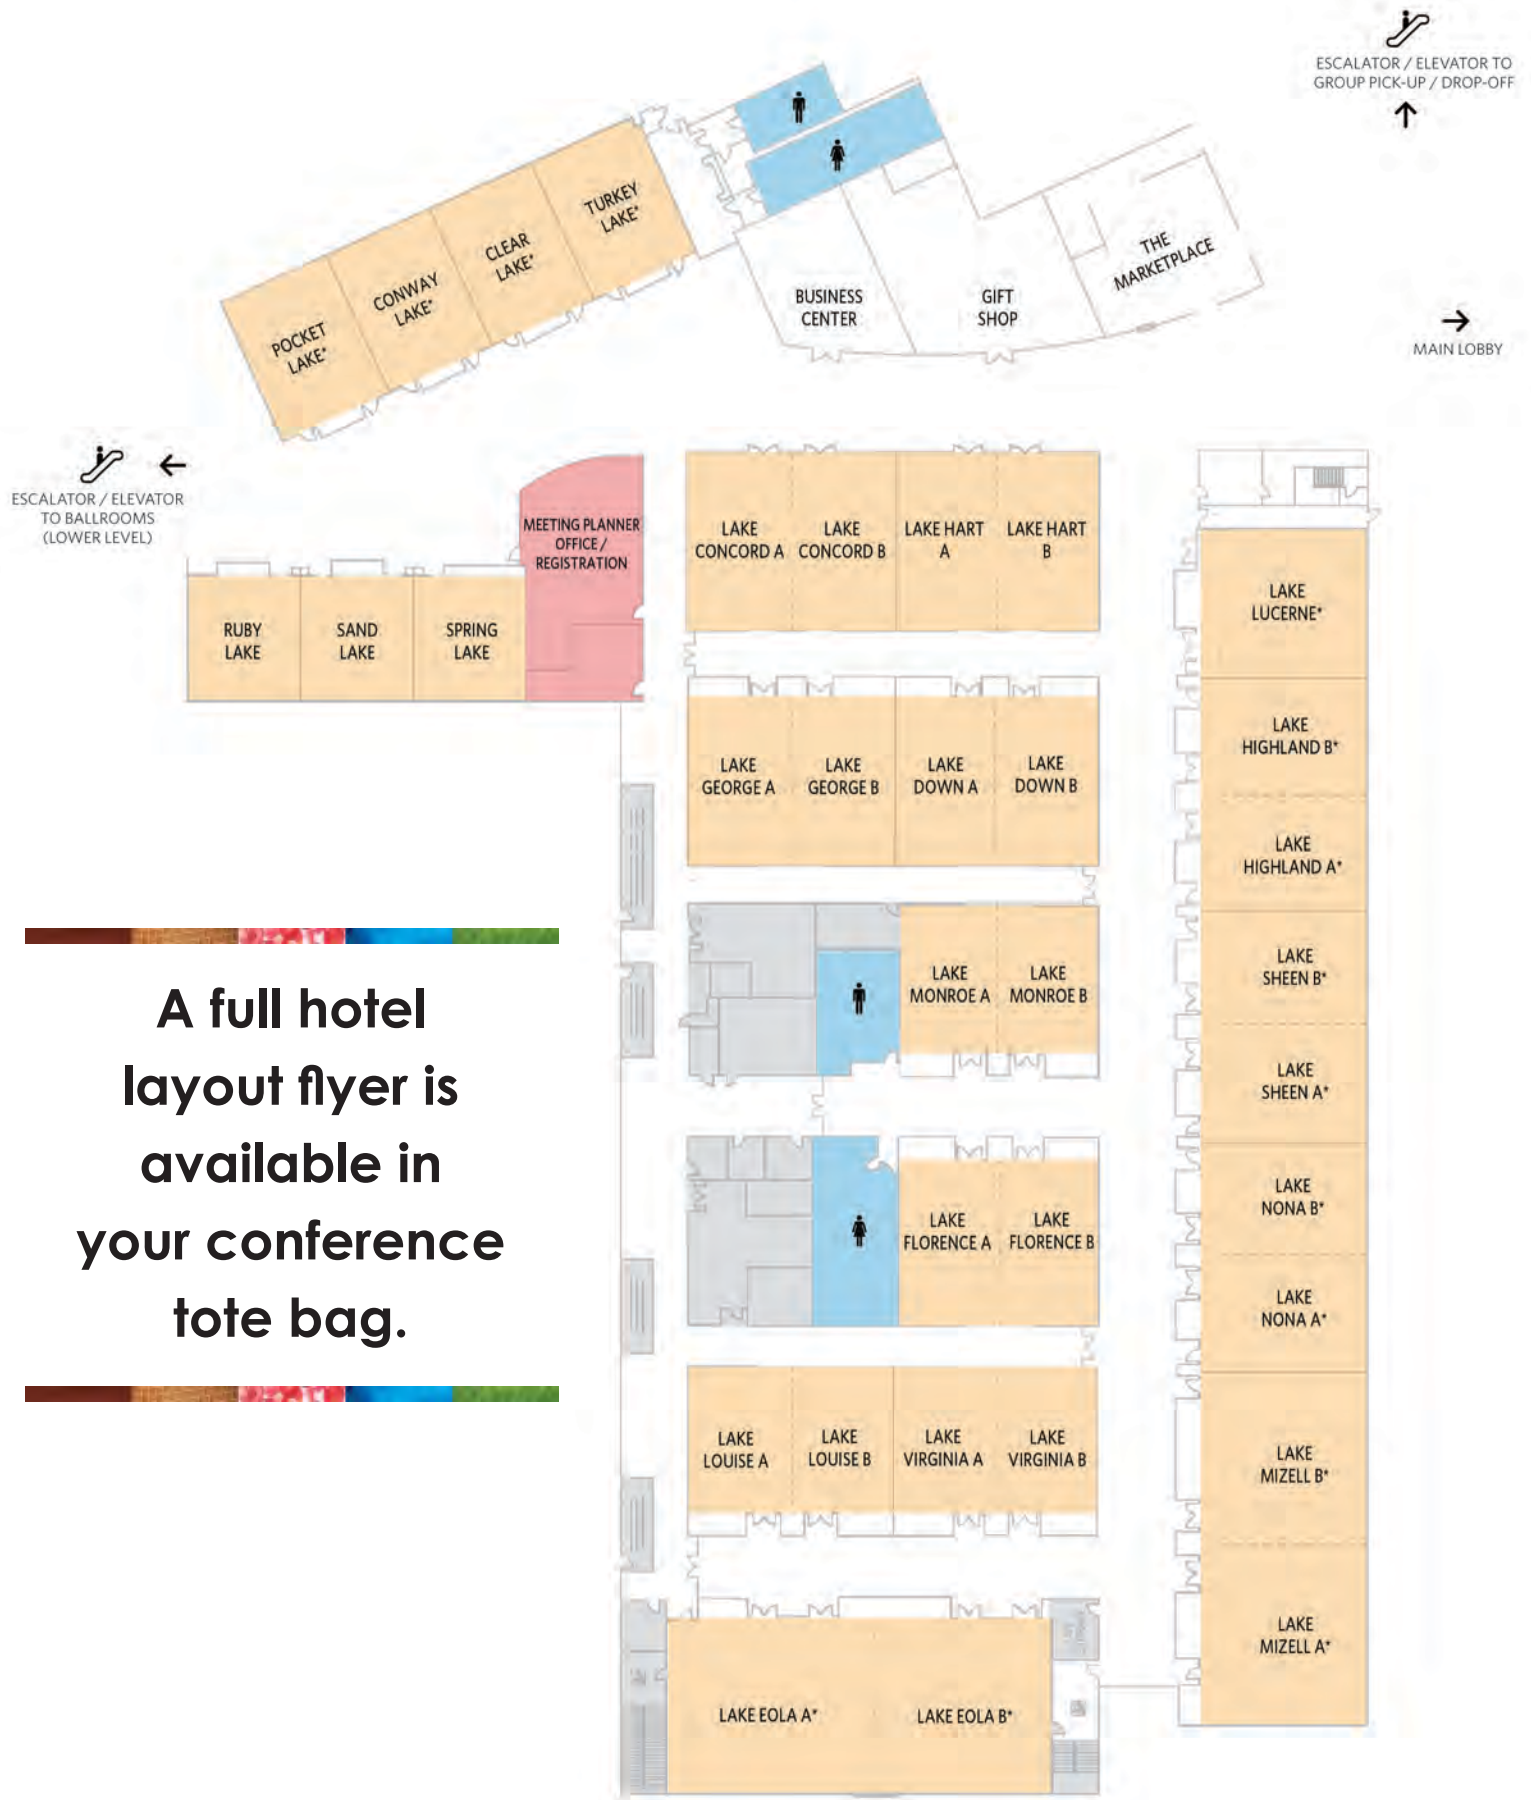 ESCALATOR / ELEVATOR TO
GROUP PICK-UP / DROP-OFF
TURKEY
LAKE*
CLEAR
LAKE*
CONWAY
LAKE*
POCKET
LAKE*
THE
MARKETPLACE
BUSINESS
CENTER
GIFT
SHOP
MAIN LOBBY
ESCALATOR / ELEVATOR
TO BALLROOMS
(LOWER LEVEL)
MEETING PLANNER
OFFICE /
REGISTRATION
RUBY
LAKE
SAND
LAKE
SPRING
LAKE
LAKE
CONCORD A
LAKE
CONCORD B
LAKE HART
A
LAKE HART
B
LAKE
LUCERNE*
LAKE
HIGHLAND B*
LAKE
GEORGE A
LAKE
GEORGE B
LAKE
DOWN A
LAKE
DOWN B
LAKE
HIGHLAND A*
LAKE
MONROE A
LAKE
MONROE B
LAKE
SHEEN B*
LAKE
SHEEN A*
A full hotel
layout flyer is
available in
your conference
tote bag.
LAKE
FLORENCE A
LAKE
FLORENCE B
LAKE
NONA B*
LAKE
NONA A*
LAKE
LOUISE A
LAKE
LOUISE B
LAKE
VIRGINIA A
LAKE
VIRGINIA B
LAKE
MIZELL B*
LAKE
MIZELL A*
LAKE EOLA A*
LAKE EOLA B*